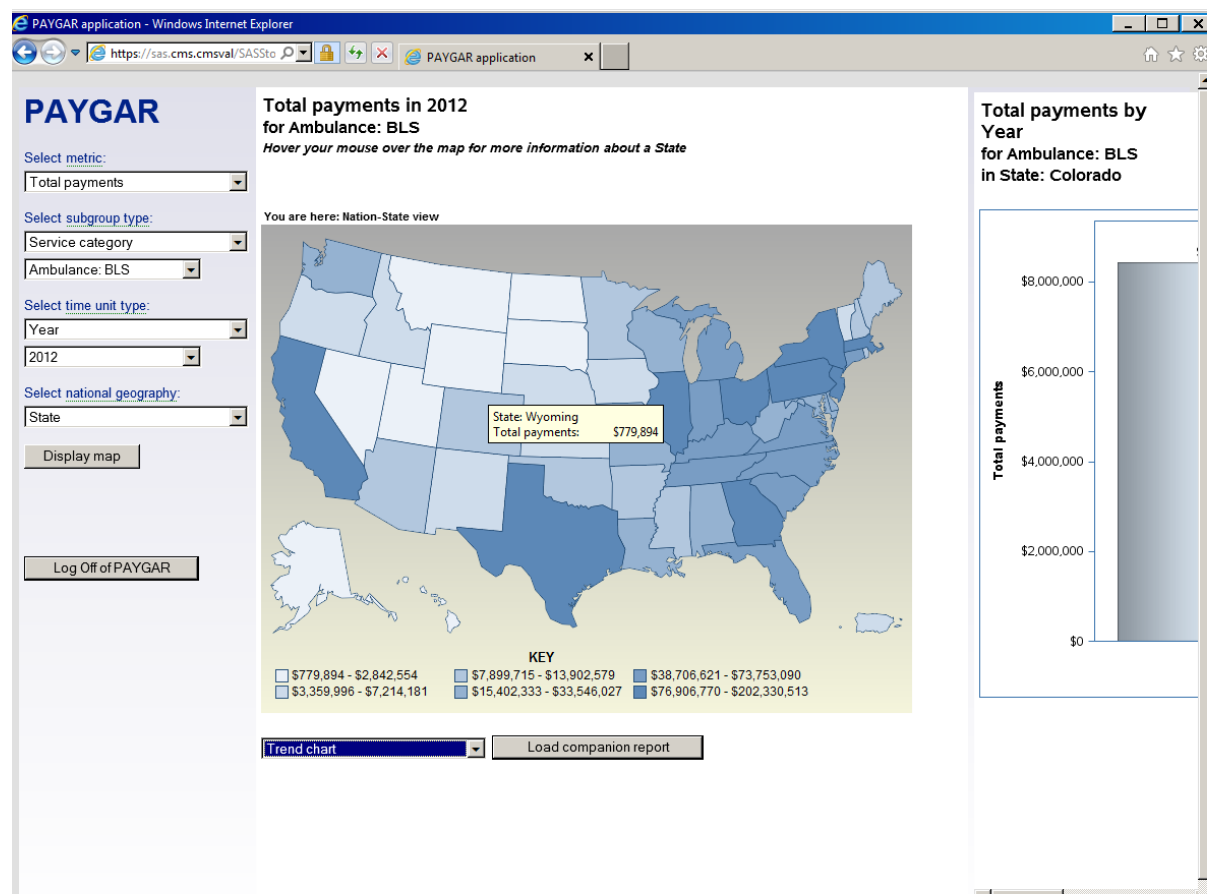 PAYGAR application - Windows Internet Explorer
https://sas.cms.cmsval/SASSto
PAYGAR application
PAYGAR
Select metric:
Total payments
Select subgroup type:
Service category
Ambulance: BLS
Select time unit type:
Year
2012
Select national geography:
State
Display map
Log Off of PAYGAR
Total payments in 2012
for Ambulance: BLS
Hover your mouse over the map for more information about a State
You are here: Nation-State view
State: Wyoming
Total payments: $779,894
KEY
$779,894 - $2,842,554 $7,899,715 - $13,902,579 $38,706,621 - $73,753,090
$3,359,996 - $7,214,181 $15,402,333 - $33,546,027 $76,906,770 - $202,330,513
Trend chart
Load companion report
Total payments by
Year
for Ambulance: BLS
in State: Colorado
Total payments
$8,000,000
$6,000,000
$4,000,000
$2,000,000
$0